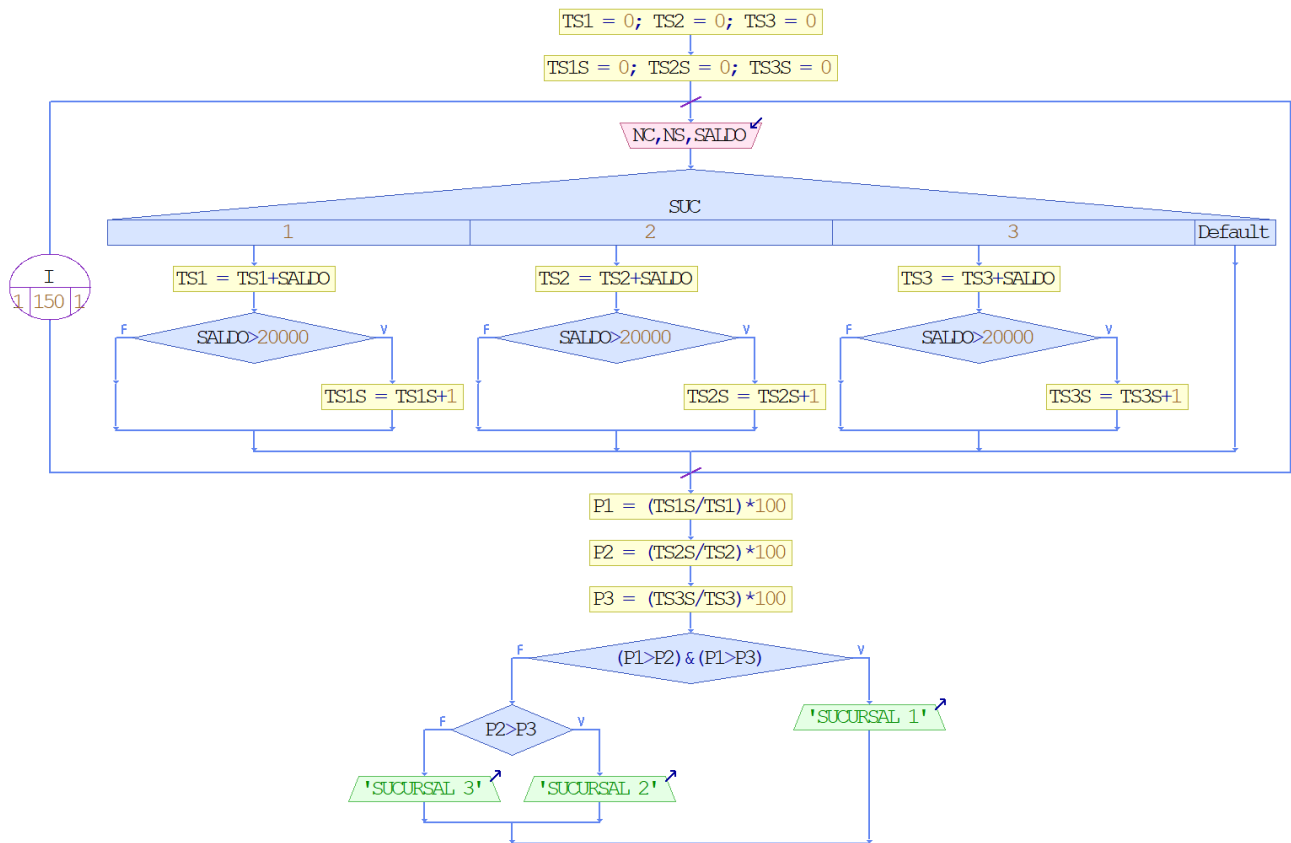 TS1 = 0; TS2 = 0; TS3 = 0
TS1S = 0; TS2S = 0; TS3S = 0
NC,NS,SALDO
SUC
1 2 3 Default
I
1 150 1
TS1 = TS1+SALDO TS2 = TS2+SALDO TS3 = TS3+SALDO
F SALDO>20000 V F SALDO>20000 V F SALDO>20000 V
TS1S = TS1S+1 TS2S = TS2S+1 TS3S = TS3S+1
P1 = (TS1S/TS1)*100
P2 = (TS2S/TS2)*100
P3 = (TS3S/TS3)*100
F (P1>P2)&(P1>P3) V
'SUCURSAL 1'
F P2>P3 V
'SUCURSAL 3' 'SUCURSAL 2'